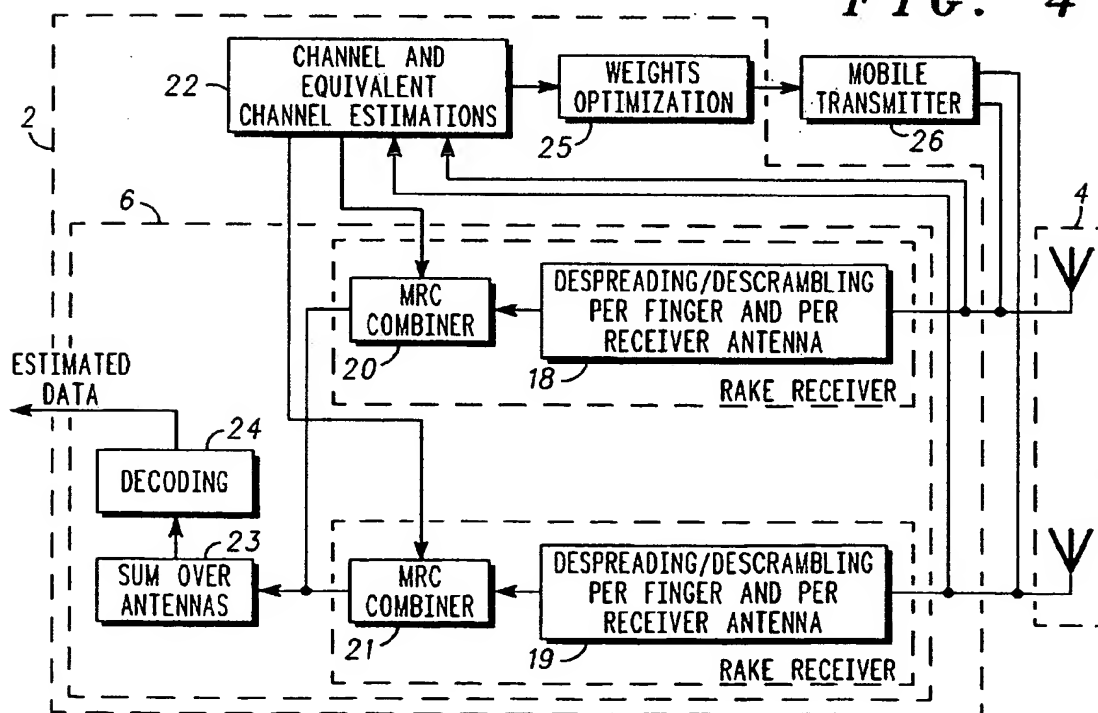 FIG. 4
CHANNEL AND
EQUIVALENT
CHANNEL ESTIMATIONS
22
WEIGHTS
OPTIMIZATION
25
MOBILE
TRANSMITTER
26
2
6
4
MRC
COMBINER
20
DESPREADING/DESCRAMBLING
PER FINGER AND PER
RECEIVER ANTENNA
18
RAKE RECEIVER
ESTIMATED
DATA
24
DECODING
23
SUM OVER
ANTENNAS
MRC
COMBINER
21
DESPREADING/DESCRAMBLING
PER FINGER AND PER
RECEIVER ANTENNA
19
RAKE RECEIVER